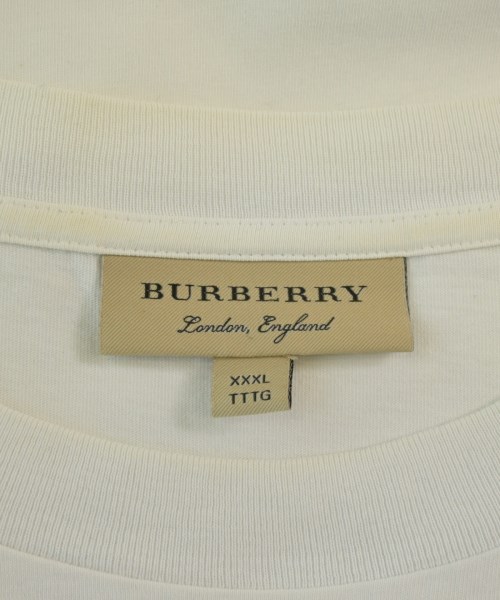 BURBERRY
London, England
XXXL
TTTG